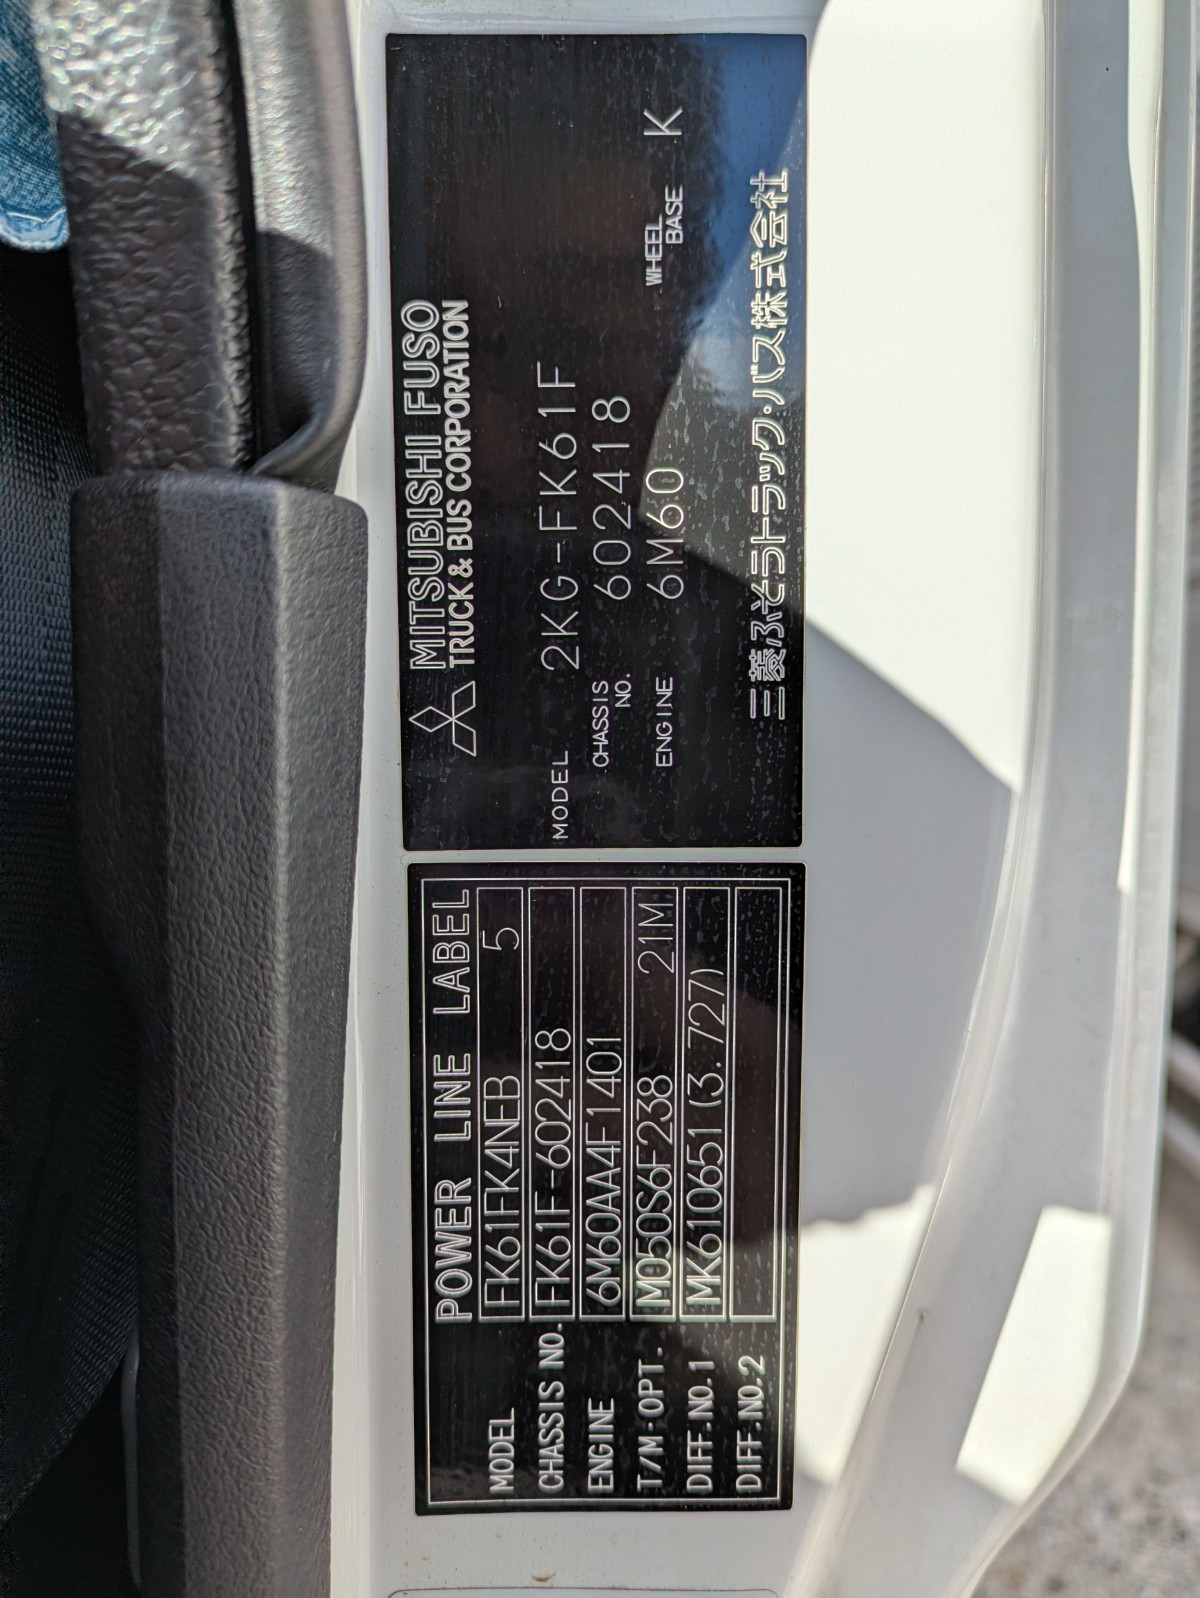 MITSUBISHI FUSO
TRUCK & BUS CORPORATION
MODEL 2KG-FK61F
CHASSIS NO. 602418
ENGINE 6M60 WHEEL BASE K
三菱ふそうトラック・バス株式会社
POWER LINE LABEL
MODEL FK61FK4NEB 5
CHASSIS NO. FK61F-602418
ENGINE 6M60AA4F1401
T/M·OPT. M050S6F238 21M
DIFF.NO.1 MK610651(3.727)
DIFF.NO.2